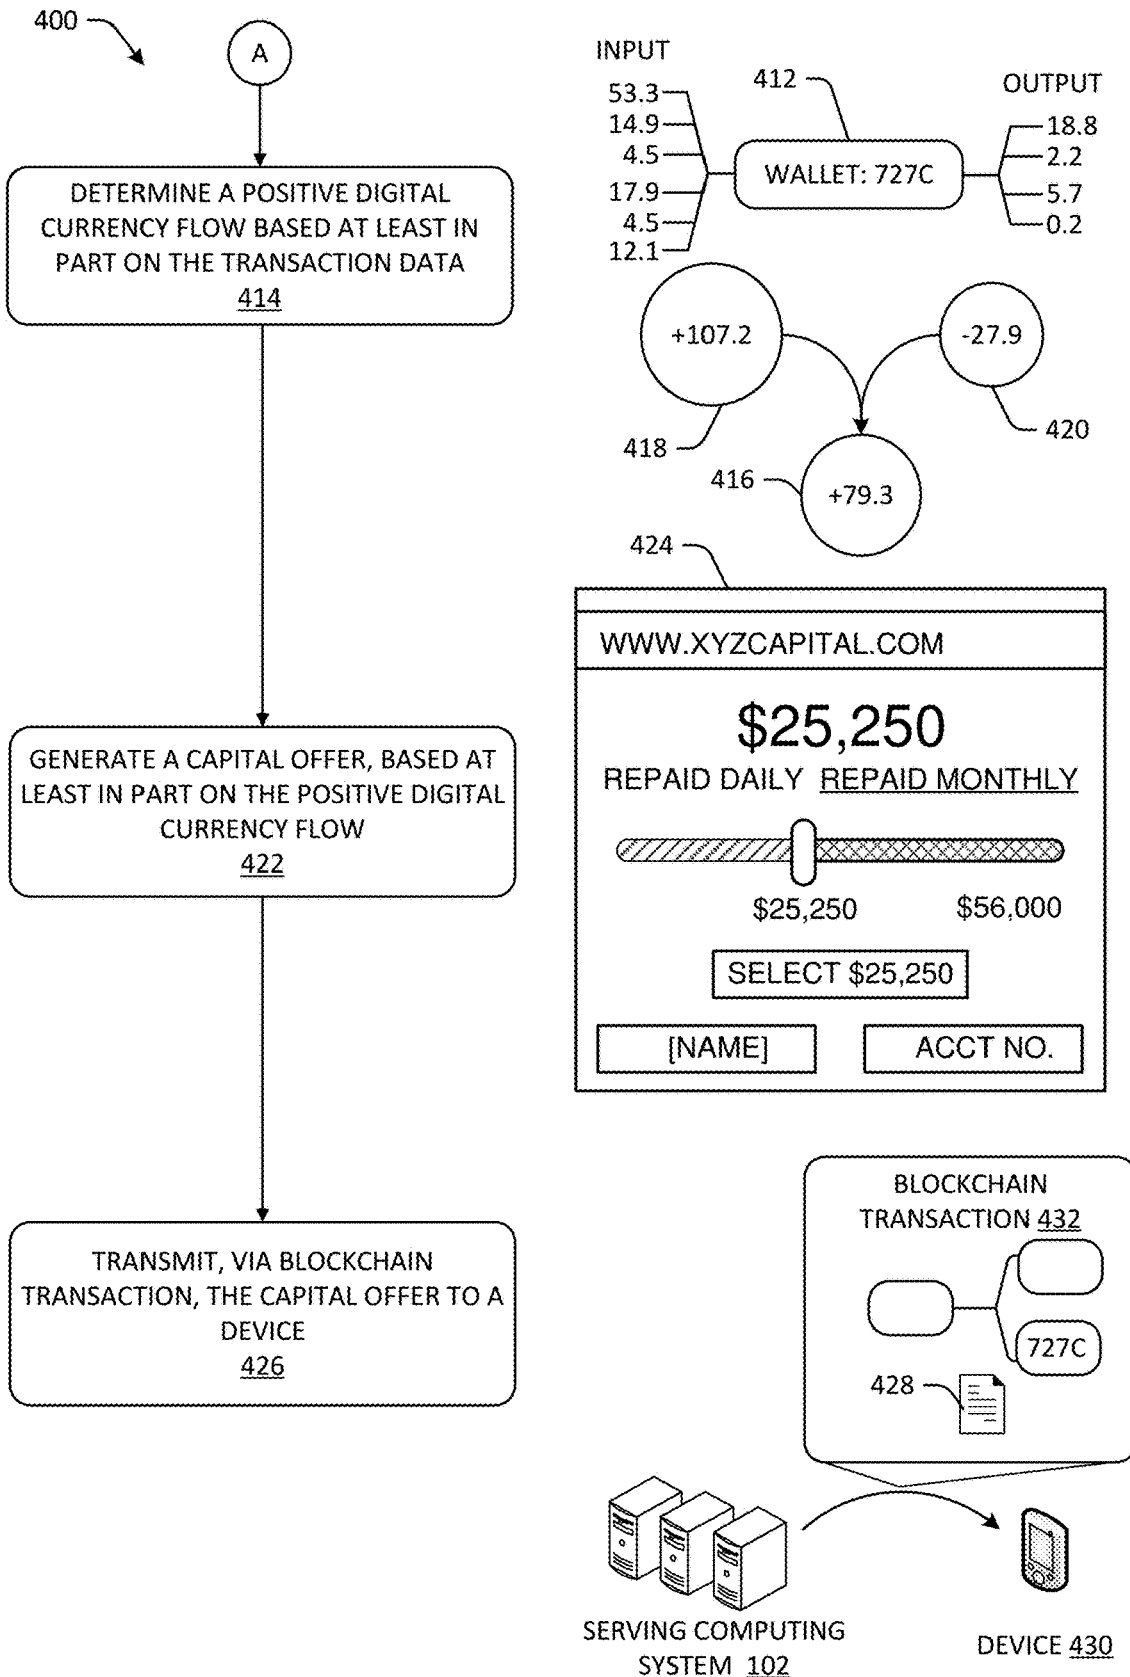 400
A
DETERMINE A POSITIVE DIGITAL
CURRENCY FLOW BASED AT LEAST IN
PART ON THE TRANSACTION DATA
414
INPUT
53.3
14.9
4.5
17.9
4.5
12.1
412
WALLET: 727C
OUTPUT
18.8
2.2
5.7
0.2
+107.2
-27.9
418
420
416
+79.3
424
WWW.XYZCAPITAL.COM
$25,250
REPAID DAILY REPAID MONTHLY
$25,250 $56,000
SELECT $25,250
[NAME] ACCT NO.
GENERATE A CAPITAL OFFER, BASED AT
LEAST IN PART ON THE POSITIVE DIGITAL
CURRENCY FLOW
422
TRANSMIT, VIA BLOCKCHAIN
TRANSACTION, THE CAPITAL OFFER TO A
DEVICE
426
BLOCKCHAIN
TRANSACTION 432
727C
428
SERVING COMPUTING
SYSTEM 102
DEVICE 430